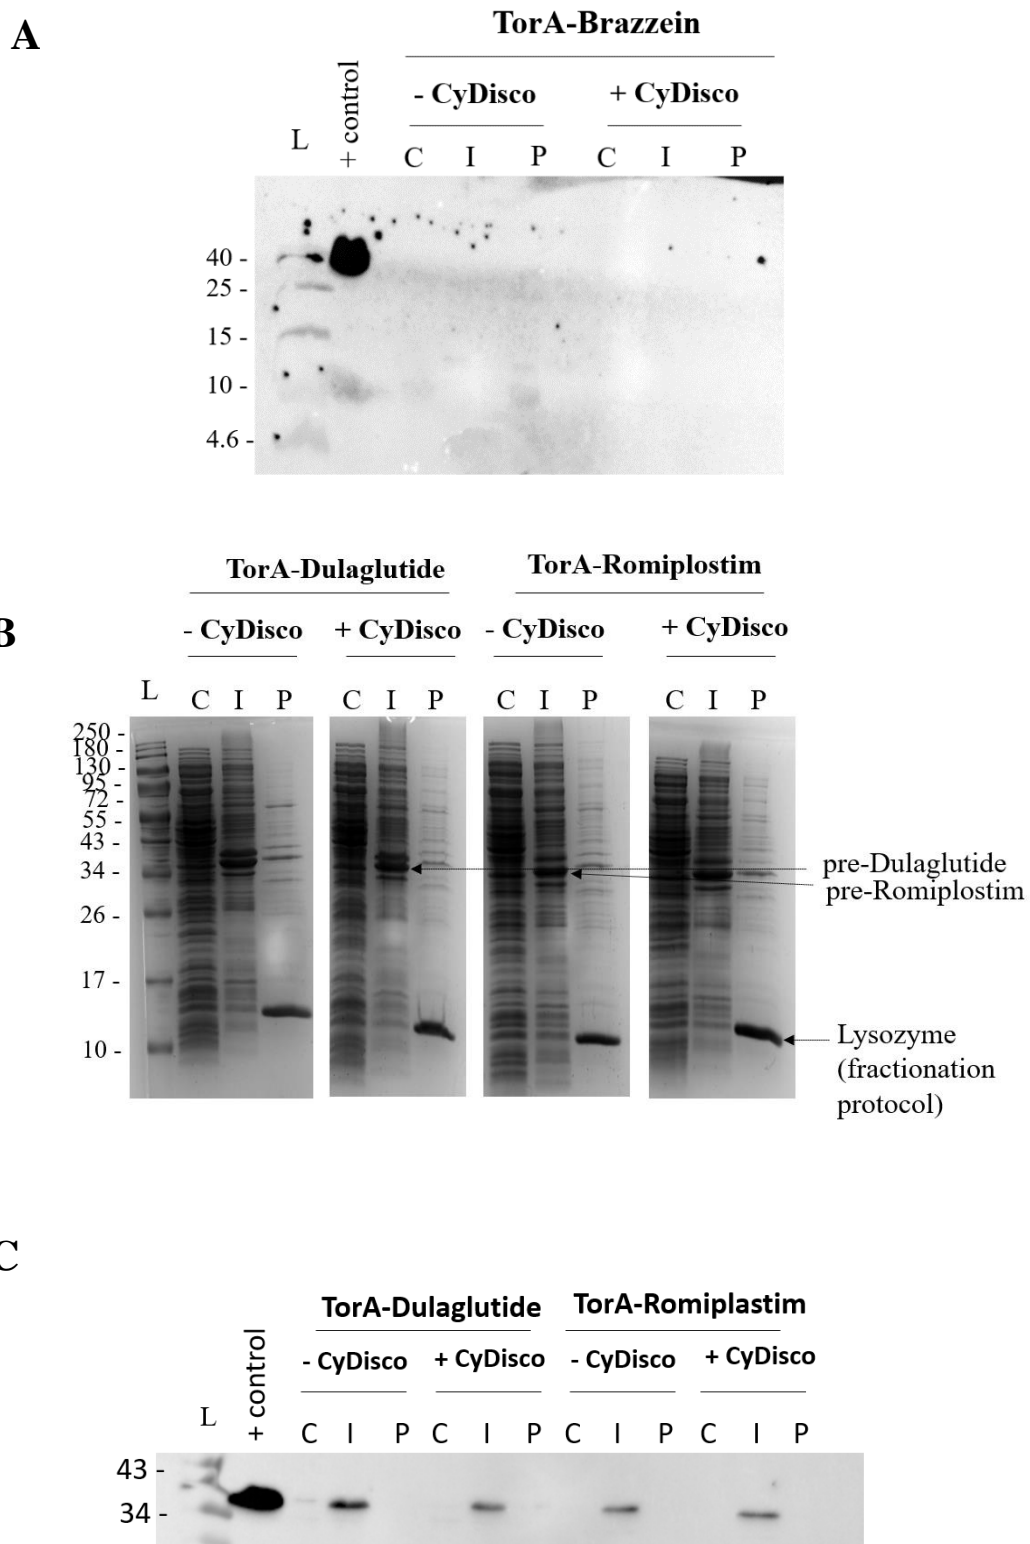 A
TorA-Brazzein
- CyDisco + CyDisco
L + control C I P C I P
40 -
25 -
15 -
10 -
4.6 -
B
TorA-Dulaglutide TorA-Romiplostim
- CyDisco + CyDisco - CyDisco + CyDisco
L C I P C I P C I P C I P
250 -
180 -
130 -
95 -
72 -
55 -
43 -
34 -
26 -
17 -
10 -
pre-Dulaglutide
pre-Romiplostim
Lysozyme
(fractionation
protocol)
C
TorA-Dulaglutide TorA-Romiplastim
- CyDisco + CyDisco - CyDisco + CyDisco
L + control C I P C I P C I P C I P
43 -
34 -